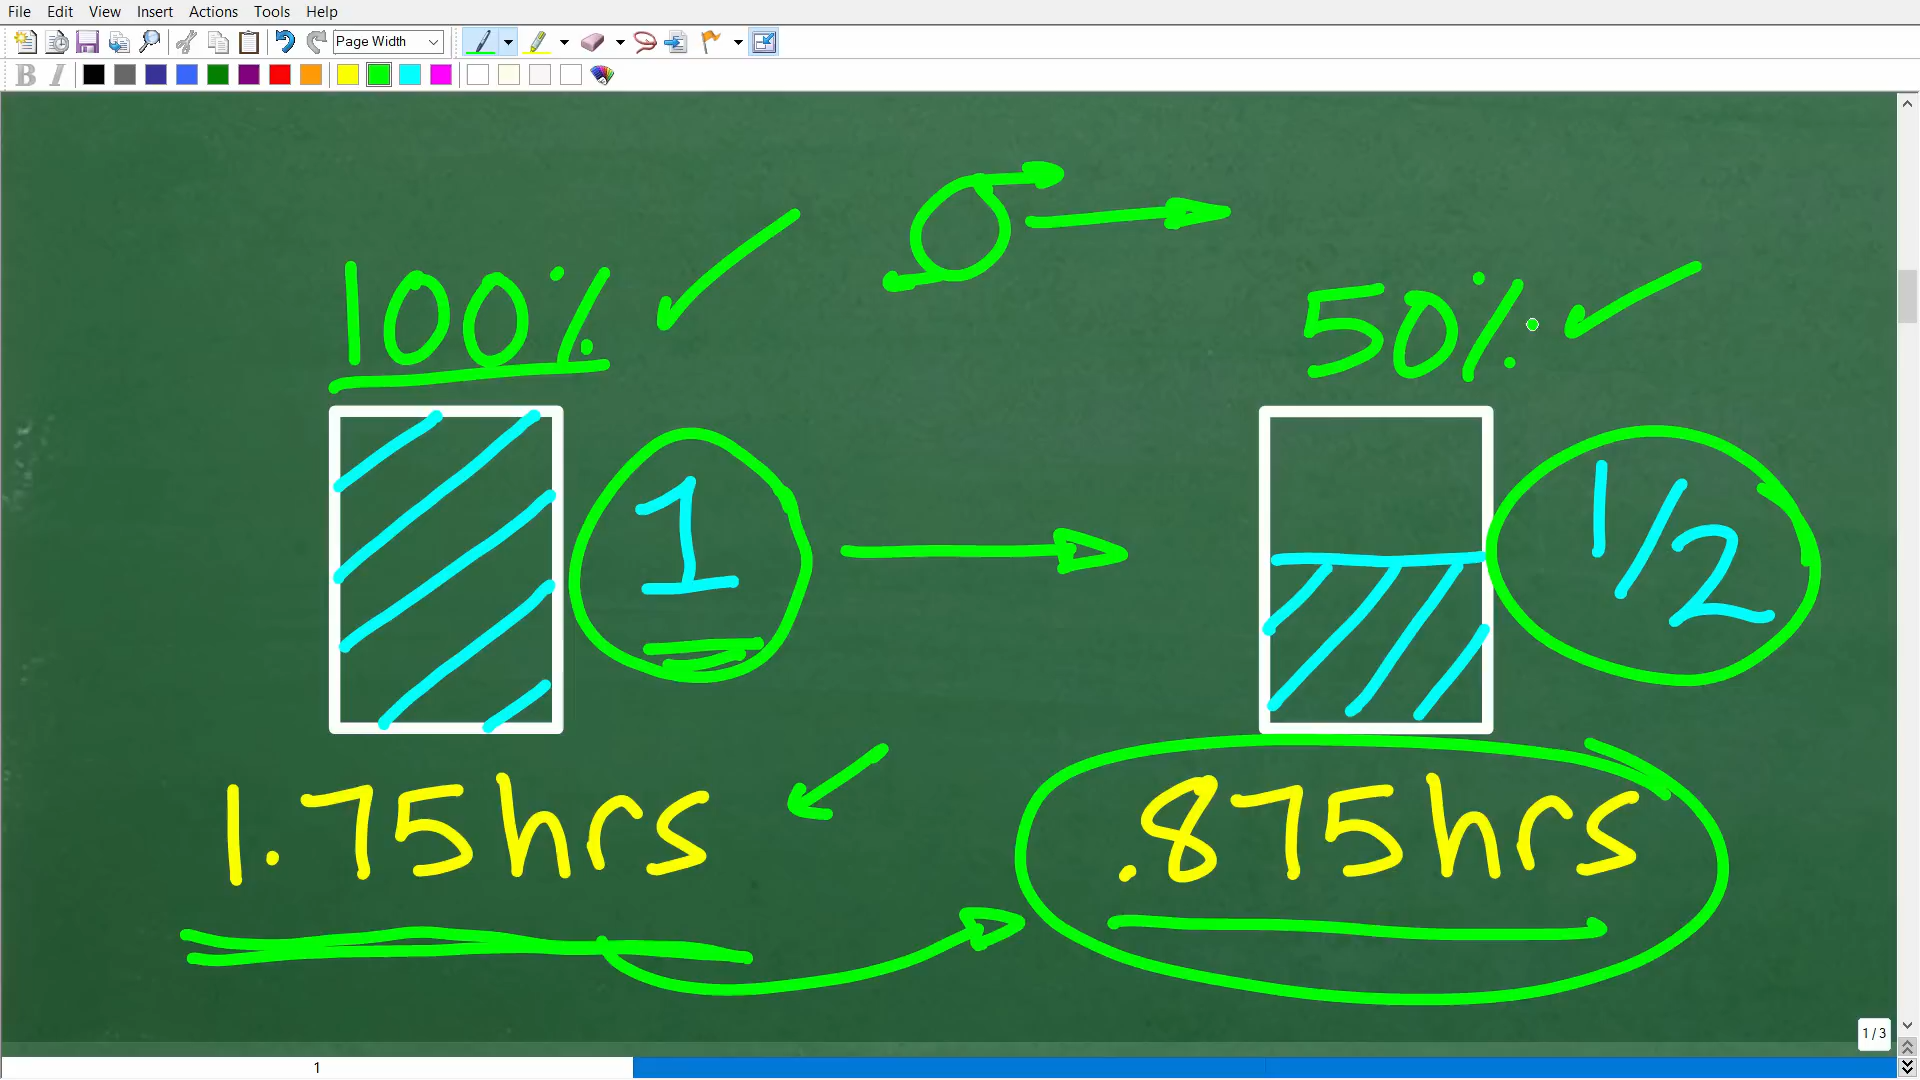 File Edit View Insert Actions Tools Help
Page Width
B I
100%
50%
1
1/2
1.75hrs
.875hrs
1 / 3
1